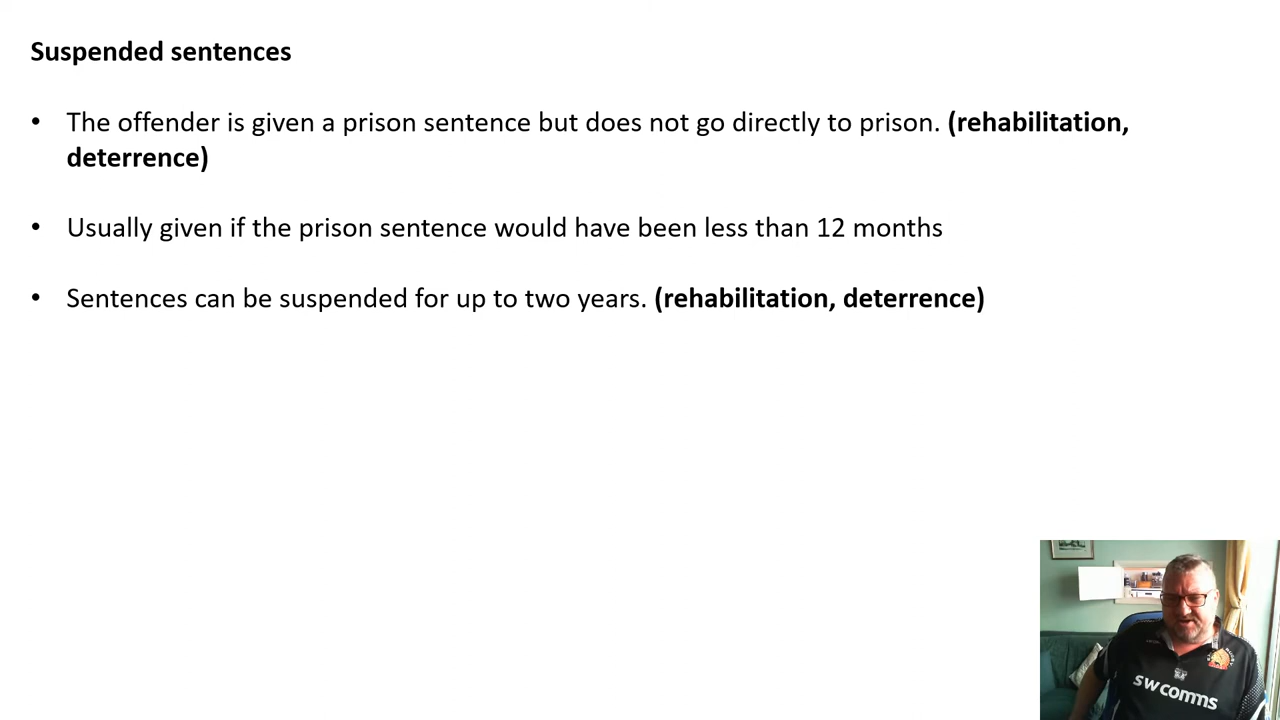 Suspended sentences
• The offender is given a prison sentence but does not go directly to prison. (rehabilitation,
deterrence)
• Usually given if the prison sentence would have been less than 12 months
• Sentences can be suspended for up to two years. (rehabilitation, deterrence)
swcomms